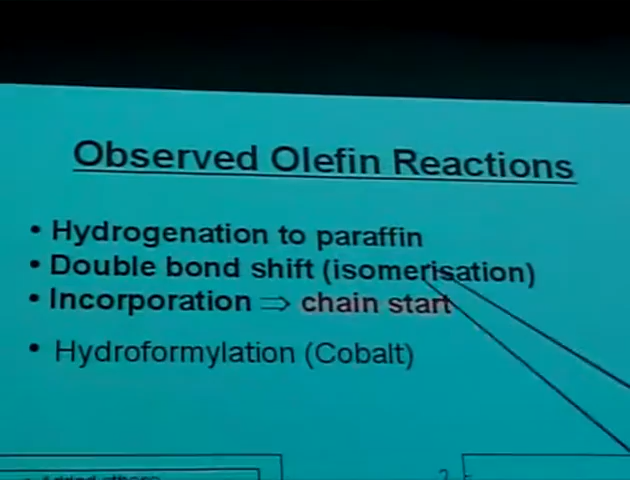 Observed Olefin Reactions
• Hydrogenation to paraffin
• Double bond shift (isomerisation)
• Incorporation ⇒ chain start
• Hydroformylation (Cobalt)